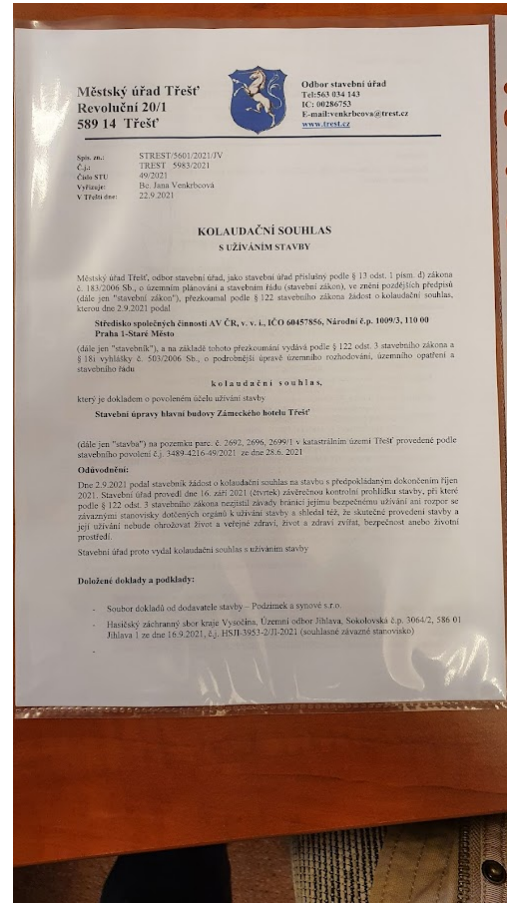 Městský úřad Třešť
Revoluční 20/1
589 14 Třešť
Odbor stavební úřad
Tel:563 034 143
IC: 00286753
E-mail:venkrbcova@trest.cz
www.trest.cz
Spis. zn.: STREST/5601/2021/JV
Č.j.: TREST 5983/2021
Číslo STU 49/2021
Vyřizuje: Bc. Jana Venkrbcová
V Třešti dne: 22.9.2021
KOLAUDAČNÍ SOUHLAS
S UŽÍVÁNÍM STAVBY
Městský úřad Třešť, odbor stavební úřad, jako stavební úřad příslušný podle § 13 odst. 1 písm. d) zákona
č. 183/2006 Sb., o územním plánování a stavebním řádu (stavební zákon), ve znění pozdějších předpisů
(dále jen "stavební zákon"), přezkoumal podle § 122 stavebního zákona žádost o kolaudační souhlas,
kterou dne 2.9.2021 podal
Středisko společných činností AV ČR, v. v. i., IČO 60457856, Národní č.p. 1009/3, 110 00
Praha 1-Staré Město
(dále jen "stavebník"), a na základě tohoto přezkoumání vydává podle § 122 odst. 3 stavebního zákona a
§ 18i vyhlášky č. 503/2006 Sb., o podrobnější úpravě územního rozhodování, územního opatření a
stavebního řádu
kolaudační souhlas,
který je dokladem o povoleném účelu užívání stavby
Stavební úpravy hlavní budovy Zámeckého hotelu Třešť
(dále jen "stavba") na pozemku parc. č. 2692, 2696, 2699/1 v katastrálním území Třešť provedené podle
stavebního povolení č.j. 3489-4216-49/2021 ze dne 28.6. 2021
Odůvodnění:
Dne 2.9.2021 podal stavebník žádost o kolaudační souhlas na stavbu s předpokládaným dokončením říjen
2021. Stavební úřad provedl dne 16. září 2021 (čtvrtek) závěrečnou kontrolní prohlídku stavby, při které
podle § 122 odst. 3 stavebního zákona nezjistil závady bránící jejímu bezpečnému užívání ani rozpor se
závaznými stanovisky dotčených orgánů k užívání stavby a shledal též, že skutečné provedení stavby a
její užívání nebude ohrožovat život a veřejné zdraví, život a zdraví zvířat, bezpečnost anebo životní
prostředí.
Stavební úřad proto vydal kolaudační souhlas s užíváním stavby
Doložené doklady a podklady:
- Soubor dokladů od dodavatele stavby – Podzimek a synové s.r.o.
- Hasičský záchranný sbor kraje Vysočina, Územní odbor Jihlava, Sokolovská č.p. 3064/2, 586 01
Jihlava 1 ze dne 16.9.2021, č.j. HSJI-3953-2/JI-2021 (souhlasné závazné stanovisko)
-